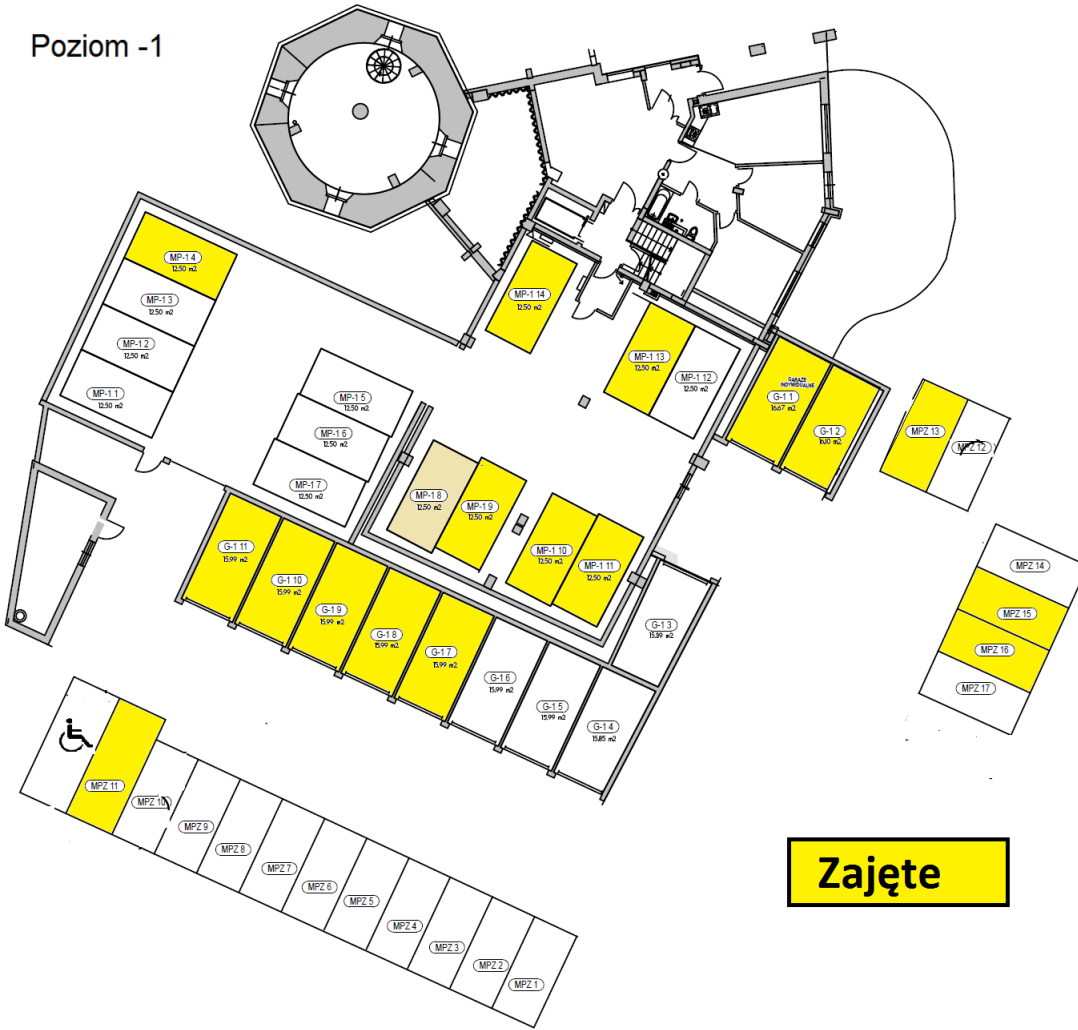 Poziom -1
MP-1 4
12.50 m2
MP-1 3
12.50 m2
MP-1 2
12.50 m2
MP-1 1
12.50 m2
MP-1 14
12.50 m2
MP-1 13
12.50 m2
MP-1 12
12.50 m2
GARAŻE
INDYWIDUALNE
G-1 1
16.67 m2
G-1 2
16.10 m2
MPZ 13
MPZ 12
MP-1 5
12.50 m2
MP-1 6
12.50 m2
MP-1 7
12.50 m2
MP-1 8
12.50 m2
MP-1 9
12.50 m2
MP-1 10
12.50 m2
MP-1 11
12.50 m2
G-1 11
15.99 m2
G-1 10
15.99 m2
G-1 9
15.99 m2
G-1 8
15.99 m2
G-1 7
15.99 m2
G-1 6
15.99 m2
G-1 5
15.99 m2
G-1 4
15.85 m2
G-1 3
15.39 m2
MPZ 14
MPZ 15
MPZ 16
MPZ 17
MPZ 11
MPZ 10
MPZ 9
MPZ 8
MPZ 7
MPZ 6
MPZ 5
MPZ 4
MPZ 3
MPZ 2
MPZ 1
Zajęte